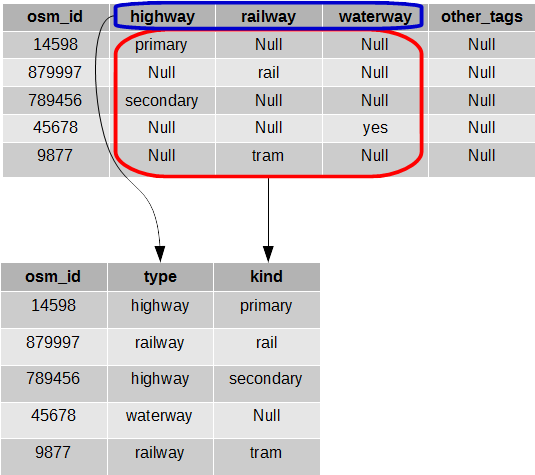 osm_id highway railway waterway other_tags
14598 primary Null Null Null
879997 Null rail Null Null
789456 secondary Null Null Null
45678 Null Null yes Null
9877 Null tram Null Null
osm_id type kind
14598 highway primary
879997 railway rail
789456 highway secondary
45678 waterway Null
9877 railway tram